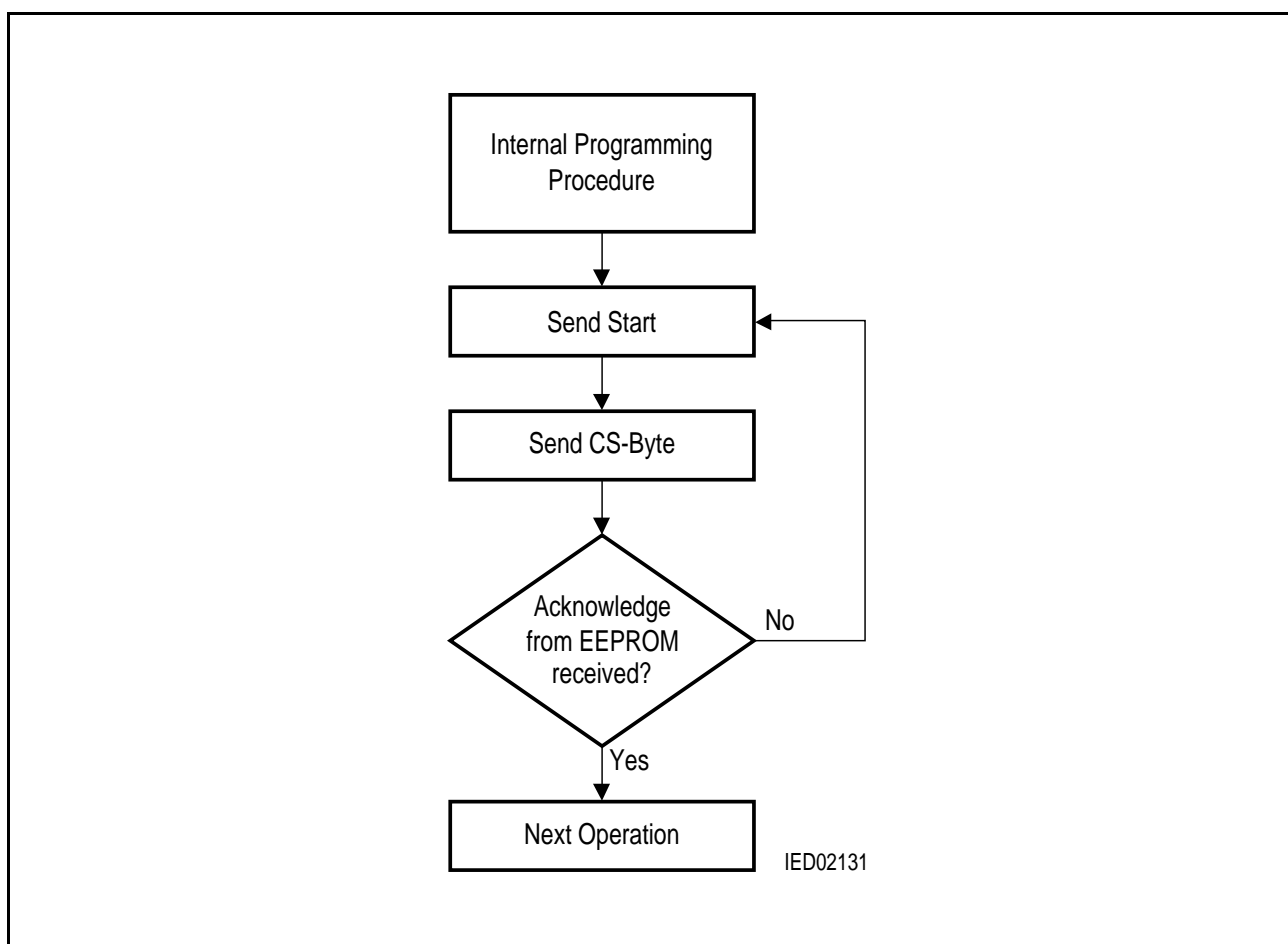 Internal Programming
Procedure
Send Start
Send CS-Byte
Acknowledge
from EEPROM
received?
No
Yes
Next Operation
IED02131